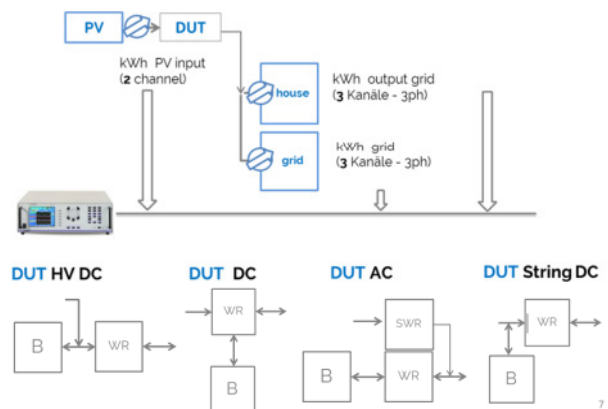 PV
DUT
kWh PV input
(2 channel)
house
kWh output grid
(3 Kanäle - 3ph)
grid
kWh grid
(3 Kanäle - 3ph)
DUT HV DC
DUT DC
DUT AC
DUT String DC
B
WR
WR
B
SWR
B
WR
WR
B
7